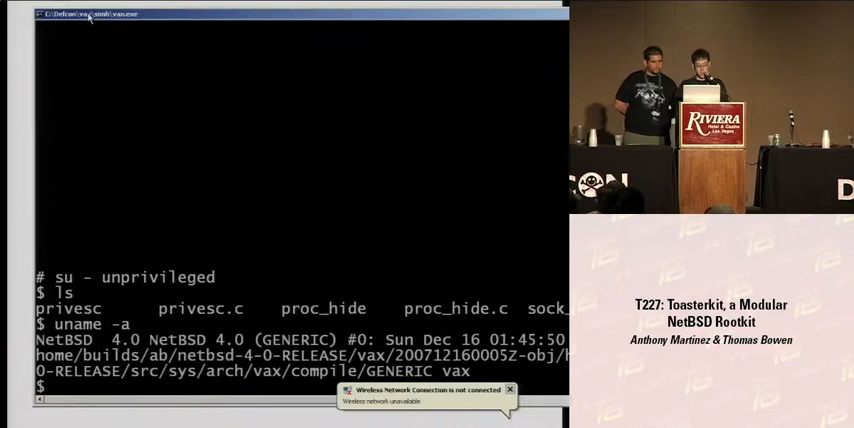 C:\Defcon\vax\simh\vax.exe
# su - unprivileged
$ ls
privesc privesc.c proc_hide proc_hide.c sock_
$ uname -a
NetBSD 4.0 NetBSD 4.0 (GENERIC) #0: Sun Dec 16 01:45:50
home/builds/ab/netbsd-4-0-RELEASE/vax/200712160005Z-obj/h
0-RELEASE/src/sys/arch/vax/compile/GENERIC vax
$
Wireless Network Connection is not connected
Wireless network unavailable
RIVIERA
Hotel & Casino
Las Vegas
CON
D
T227: Toasterkit, a Modular
NetBSD Rootkit
Anthony Martinez & Thomas Bowen